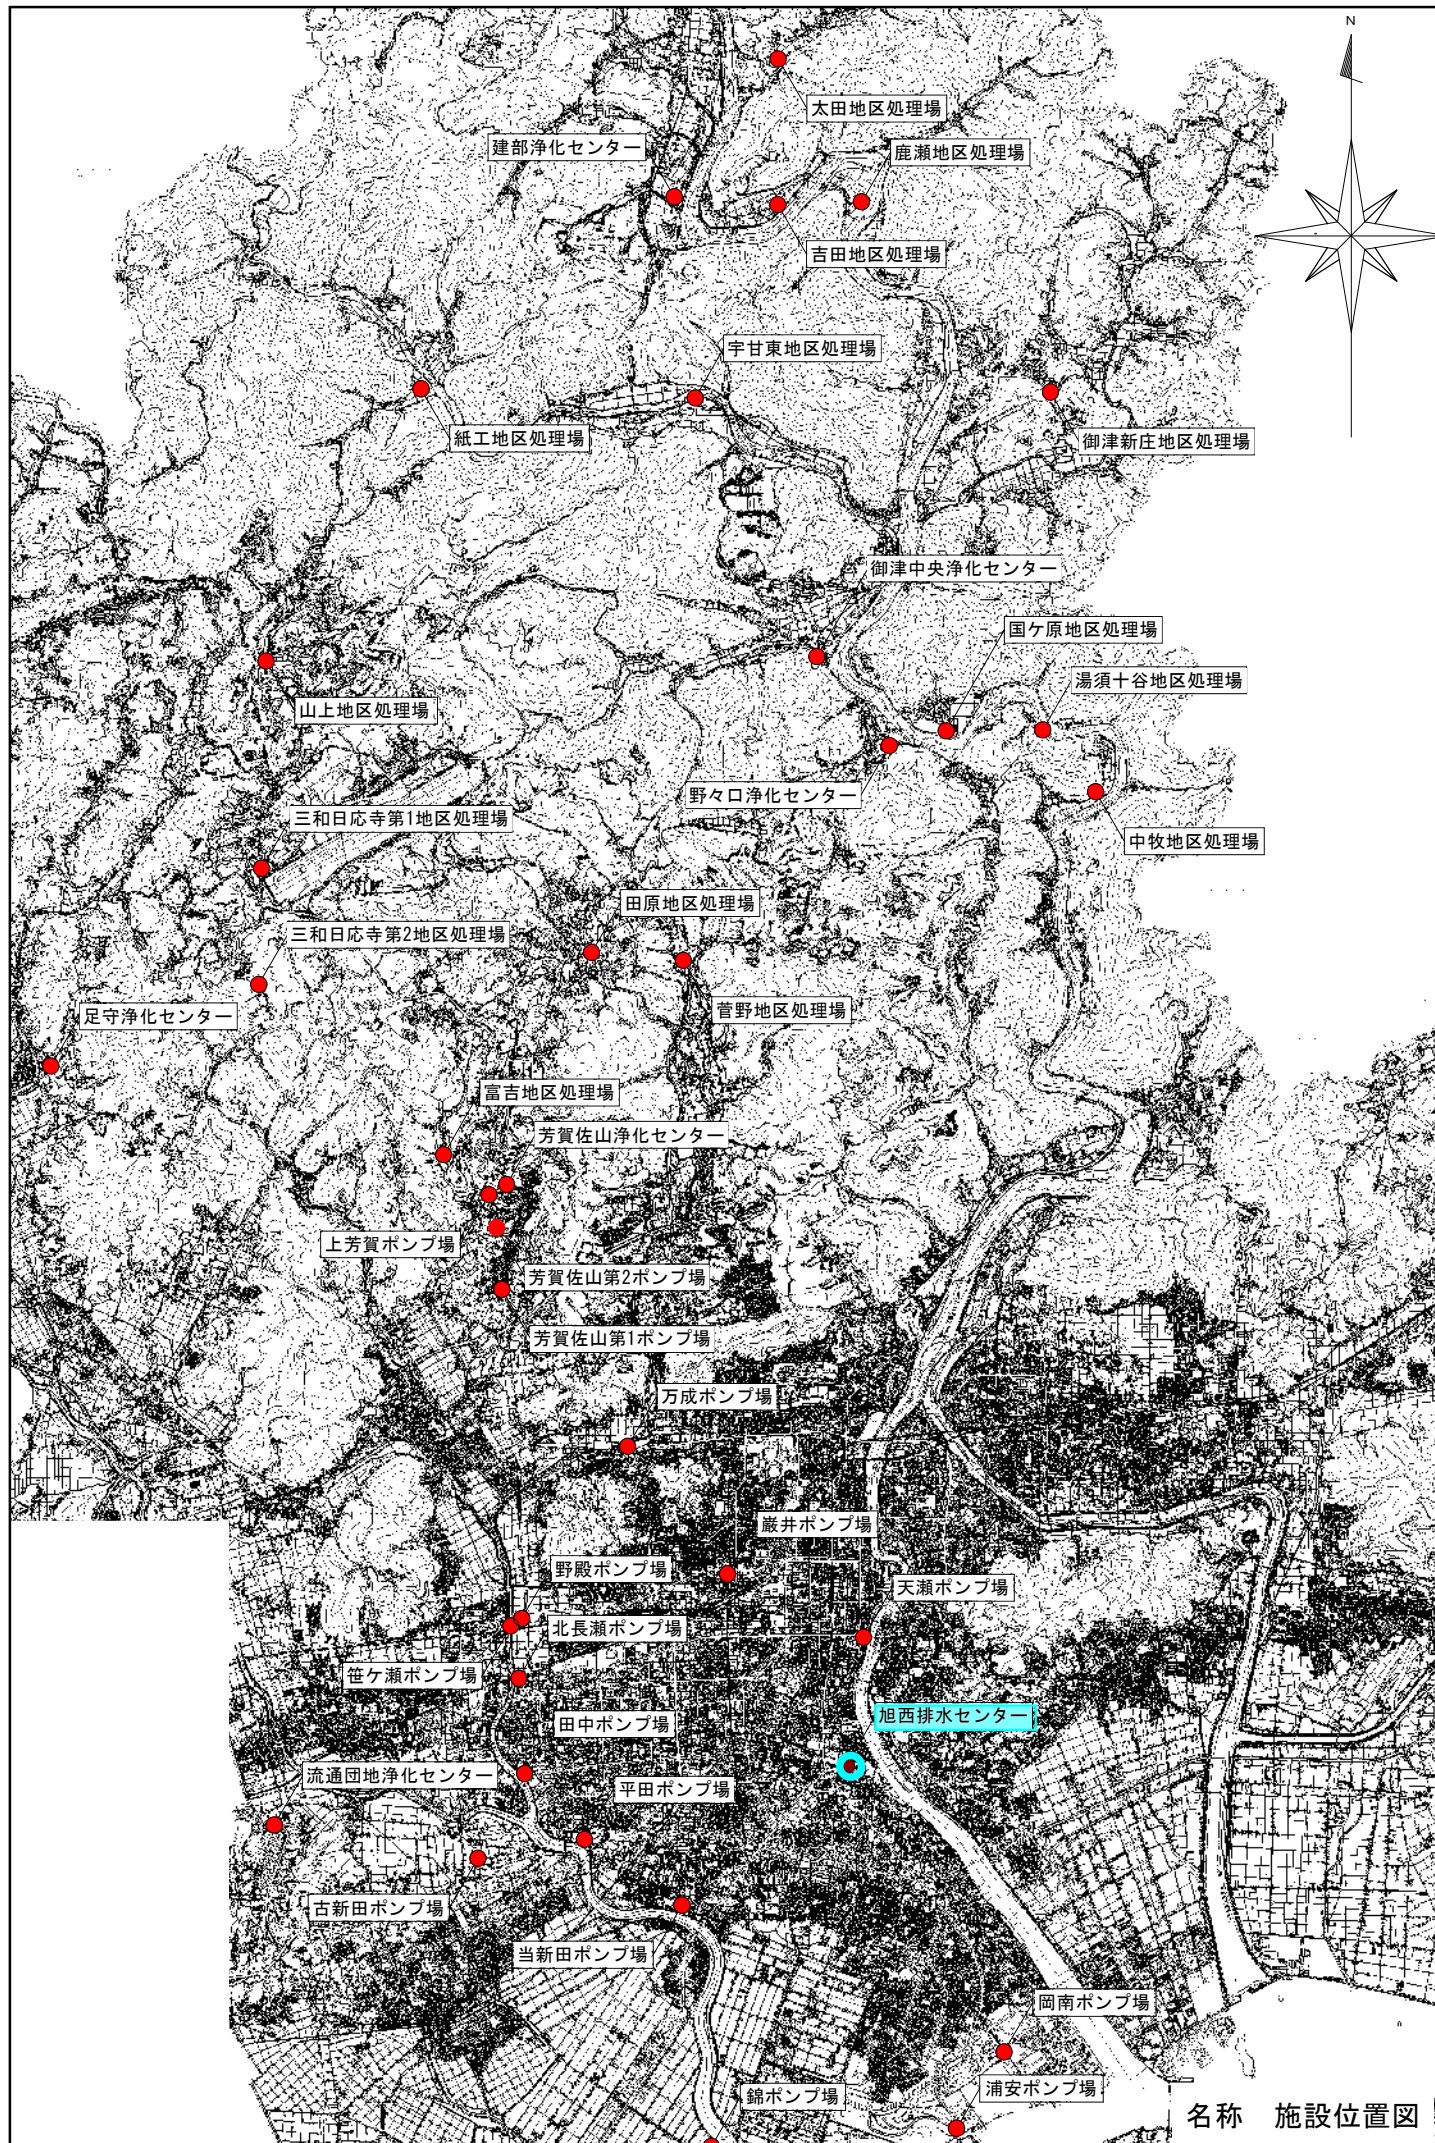 N
太田地区処理場
建部浄化センター
鹿瀬地区処理場
吉田地区処理場
宇甘東地区処理場
紙工地区処理場
御津新庄地区処理場
御津中央浄化センター
国ケ原地区処理場
湯須十谷地区処理場
山上地区処理場
野々口浄化センター
三和日応寺第1地区処理場
中牧地区処理場
田原地区処理場
三和日応寺第2地区処理場
菅野地区処理場
足守浄化センター
富吉地区処理場
芳賀佐山浄化センター
上芳賀ポンプ場
芳賀佐山第2ポンプ場
芳賀佐山第1ポンプ場
万成ポンプ場
巌井ポンプ場
野殿ポンプ場
天瀬ポンプ場
北長瀬ポンプ場
笹ケ瀬ポンプ場
旭西排水センター
田中ポンプ場
流通団地浄化センター
平田ポンプ場
古新田ポンプ場
当新田ポンプ場
岡南ポンプ場
浦安ポンプ場
錦ポンプ場
名称　施設位置図